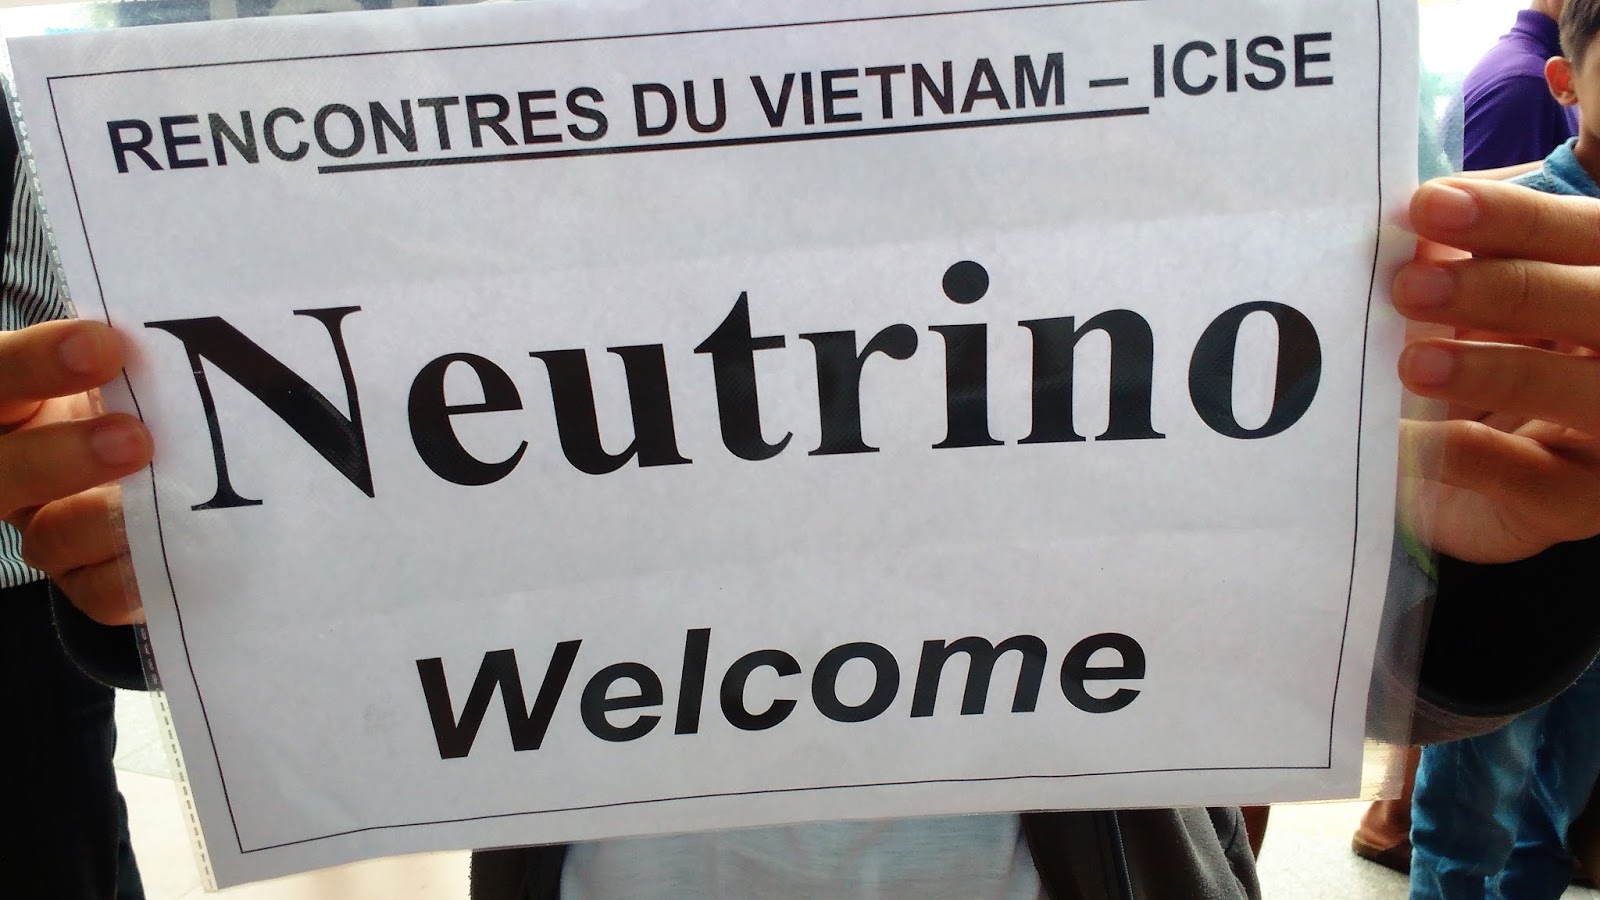 RENCONTRES DU VIETNAM – ICISE
Neutrino
Welcome